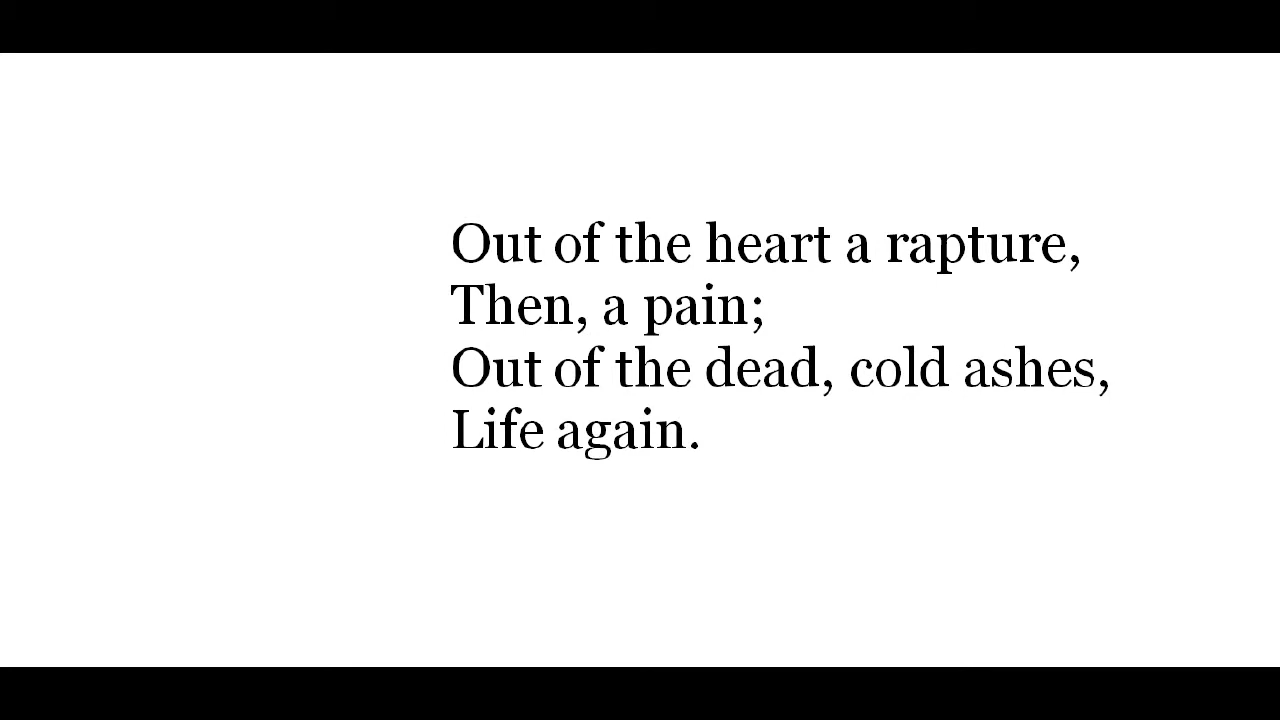 Out of the heart a rapture,
Then, a pain;
Out of the dead, cold ashes,
Life again.